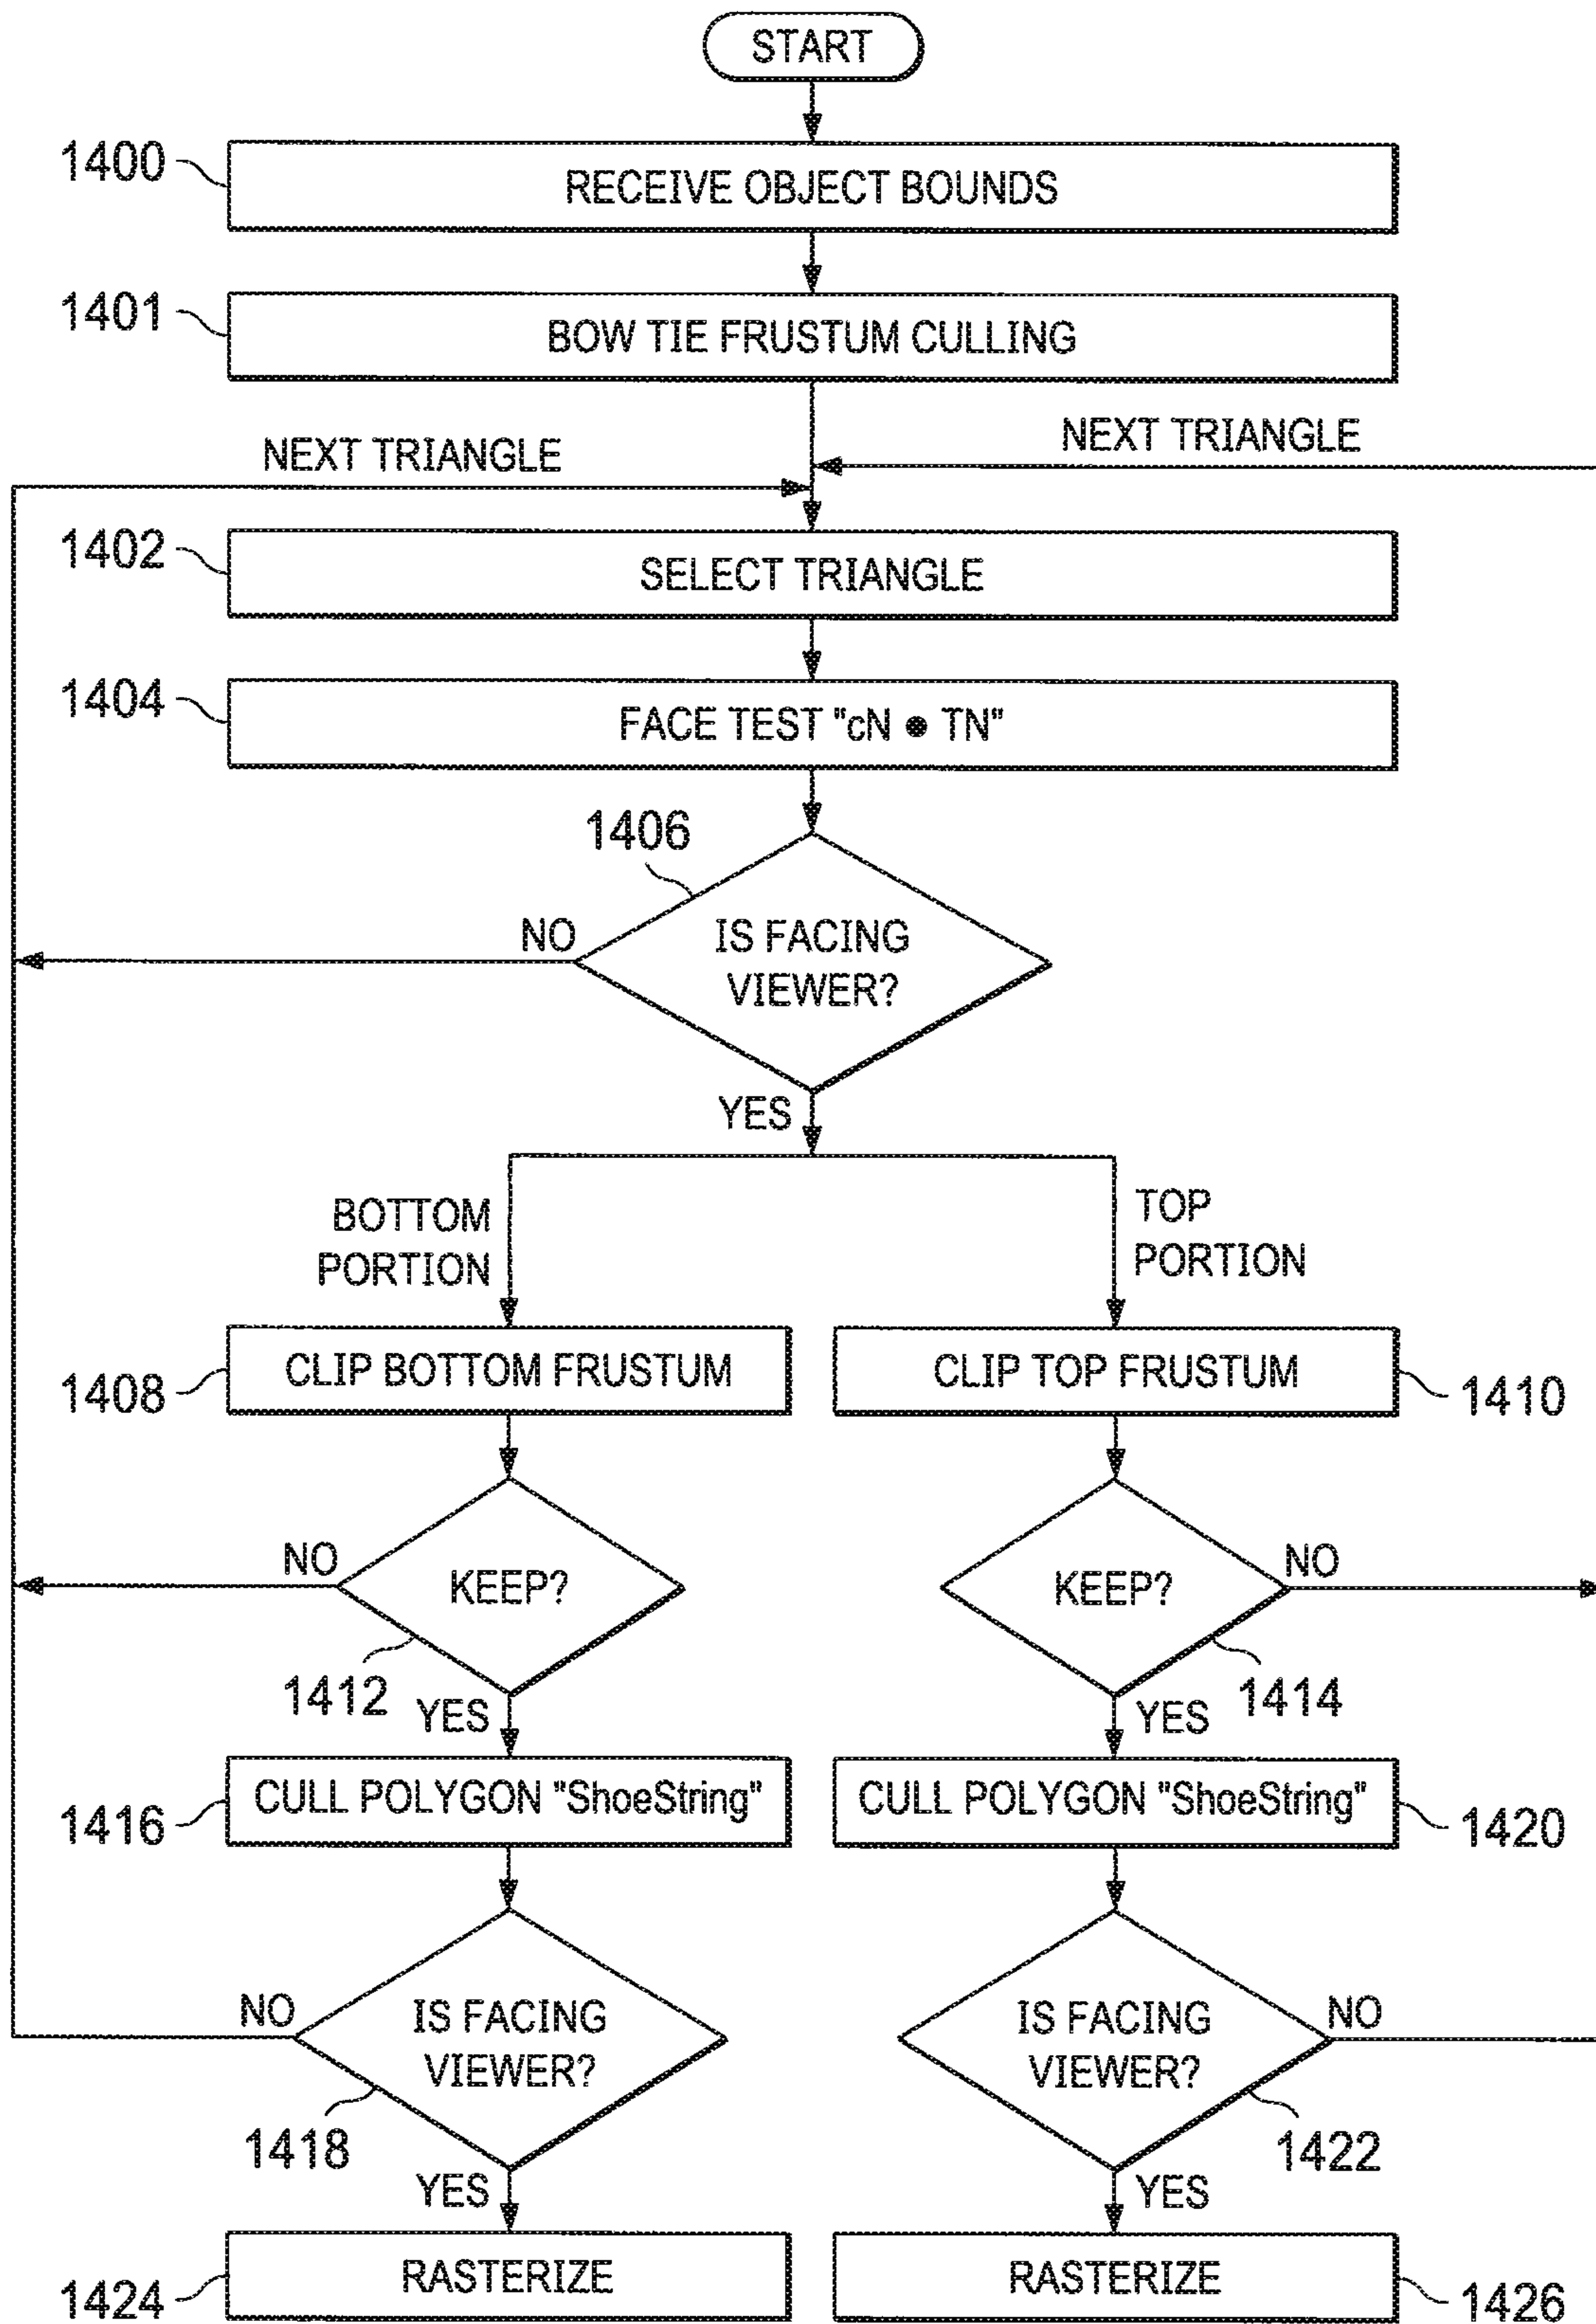 START
1400
RECEIVE OBJECT BOUNDS
1401
BOW TIE FRUSTUM CULLING
NEXT TRIANGLE
NEXT TRIANGLE
1402
SELECT TRIANGLE
1404
FACE TEST "cN ● TN"
1406
NO
IS FACING
VIEWER?
YES
BOTTOM
PORTION
TOP
PORTION
1408
CLIP BOTTOM FRUSTUM
CLIP TOP FRUSTUM
1410
NO
KEEP?
KEEP?
NO
1412
YES
YES
1414
1416
CULL POLYGON "ShoeString"
CULL POLYGON "ShoeString"
1420
NO
IS FACING
VIEWER?
IS FACING
VIEWER?
NO
1418
YES
YES
1422
1424
RASTERIZE
RASTERIZE
1426